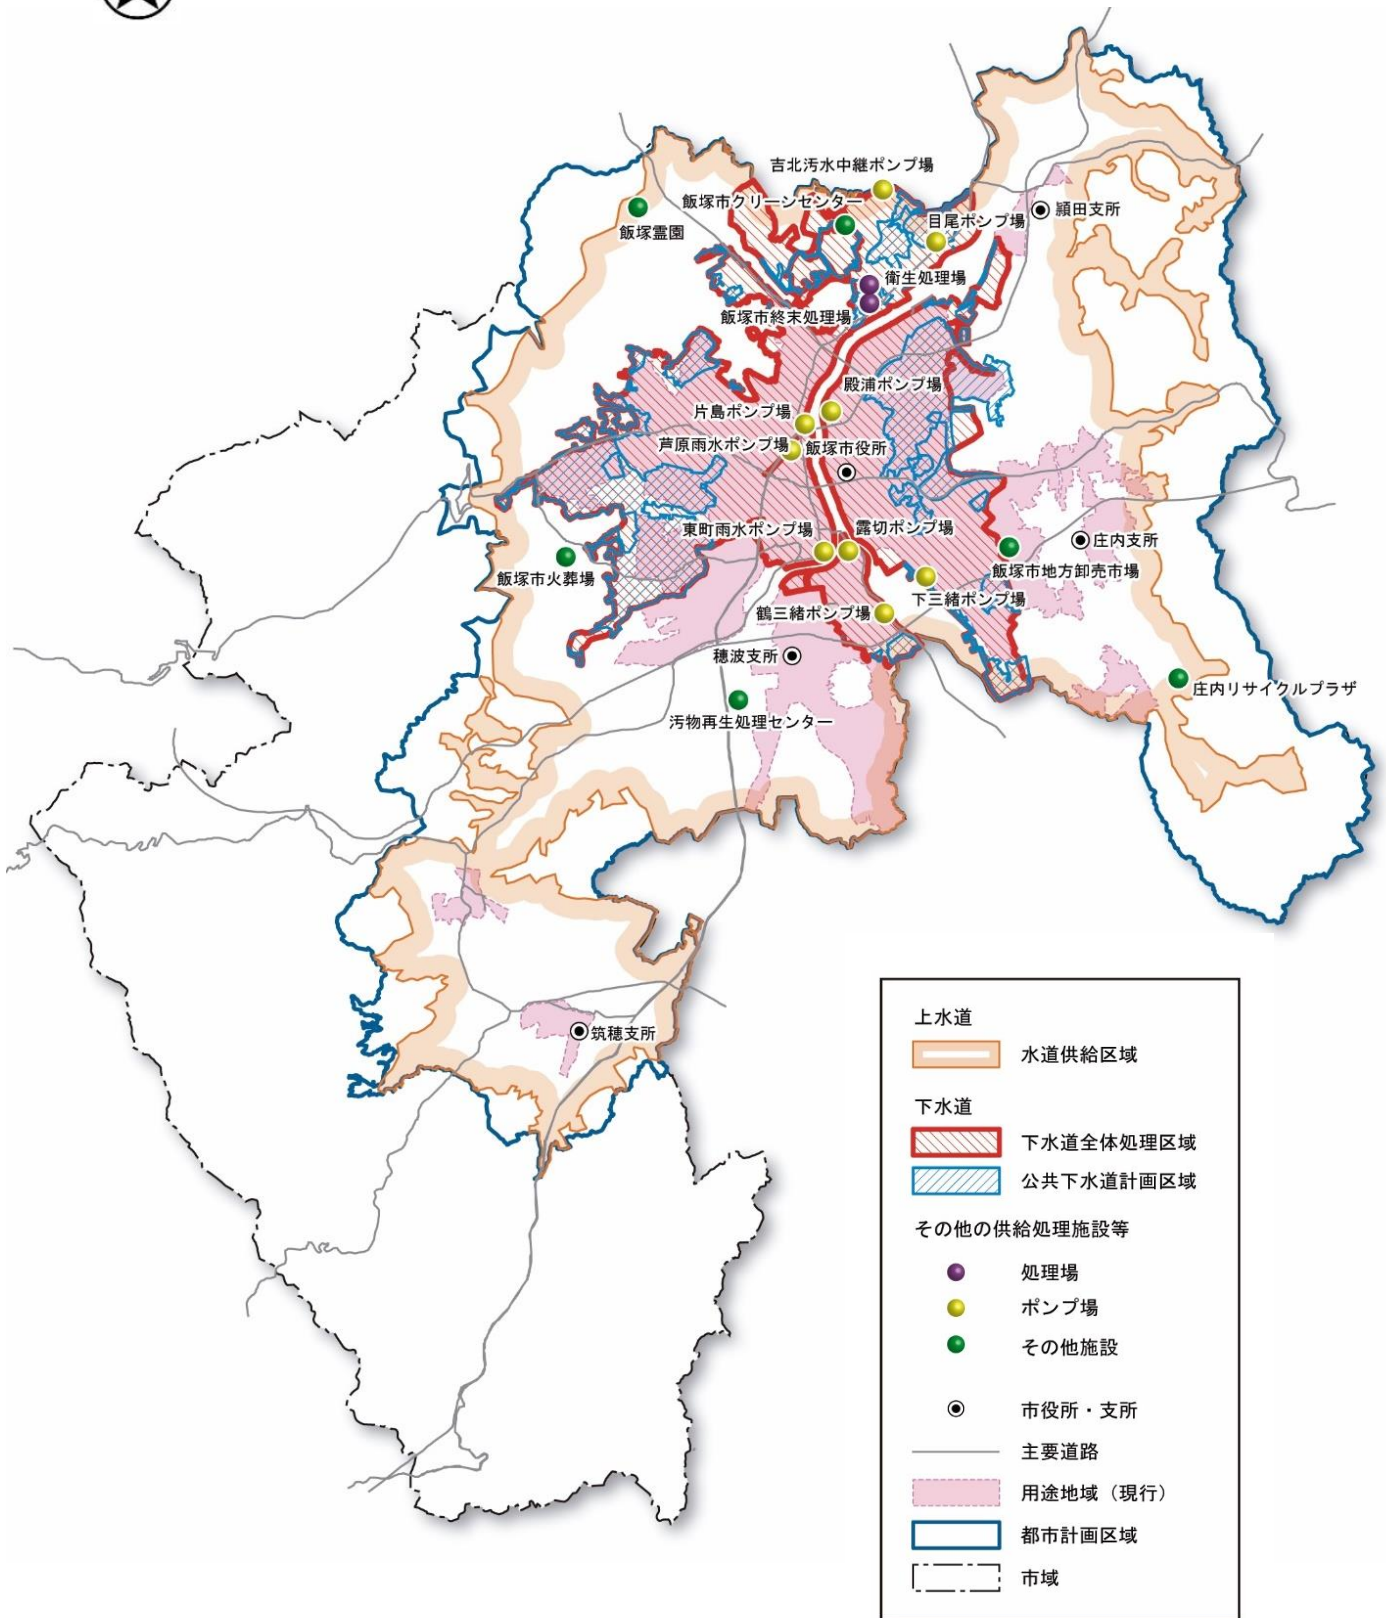 吉北汚水中継ポンプ場
飯塚市クリーンセンター
目尾ポンプ場
頴田支所
飯塚霊園
衛生処理場
飯塚市終末処理場
殿浦ポンプ場
片島ポンプ場
芦原雨水ポンプ場
飯塚市役所
東町雨水ポンプ場
露切ポンプ場
庄内支所
飯塚市地方卸売市場
飯塚市火葬場
下三緒ポンプ場
鶴三緒ポンプ場
穂波支所
庄内リサイクルプラザ
汚物再生処理センター
筑穂支所
上水道
水道供給区域
下水道
下水道全体処理区域
公共下水道計画区域
その他の供給処理施設等
処理場
ポンプ場
その他施設
市役所・支所
主要道路
用途地域（現行）
都市計画区域
市域